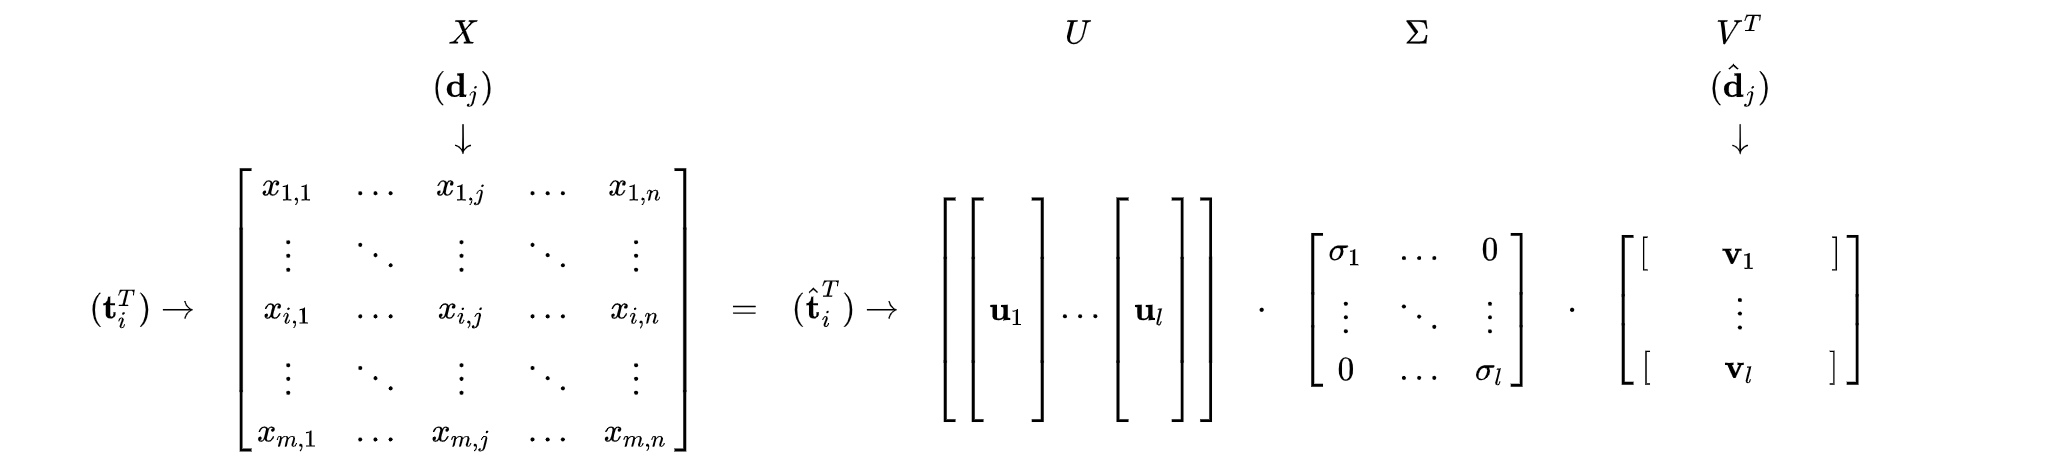 X U Σ V^T
(d_j) (d̂_j)
↓ ↓
x_{1,1} … x_{1,j} … x_{1,n}
⋮ ⋱ ⋮ ⋱ ⋮ [ [ ] [ ] ] [ σ_1 … 0 ] [ [ v_1 ] ]
(t_i^T) → [ x_{i,1} … x_{i,j} … x_{i,n} ] = (t̂_i^T) → u_1 … u_l · ⋮ ⋱ ⋮ · ⋮
⋮ ⋱ ⋮ ⋱ ⋮ 0 … σ_l [ v_l ]
x_{m,1} … x_{m,j} … x_{m,n}